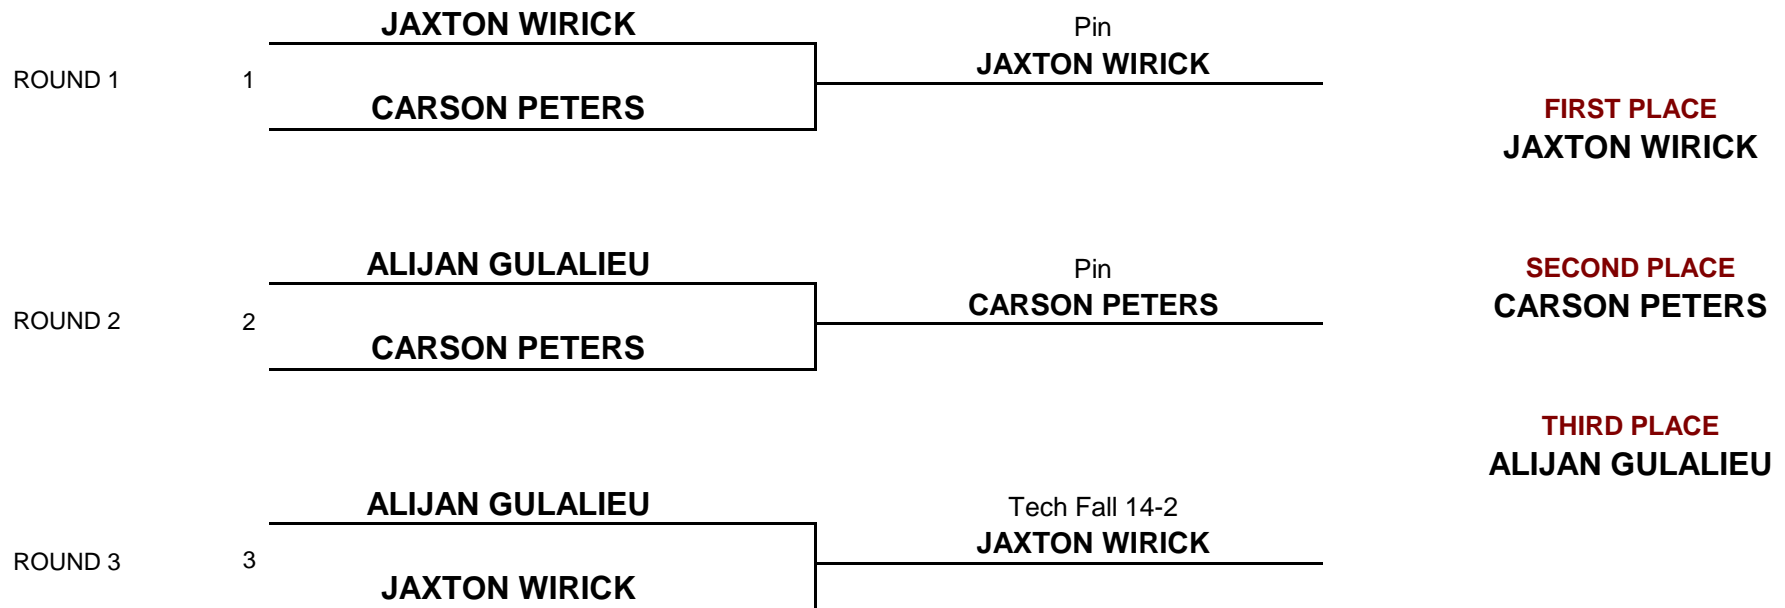 JAXTON WIRICK
Pin
ROUND 1
1
JAXTON WIRICK
CARSON PETERS
FIRST PLACE
JAXTON WIRICK
ALIJAN GULALIEU
Pin
SECOND PLACE
ROUND 2
2
CARSON PETERS
CARSON PETERS
CARSON PETERS
THIRD PLACE
ALIJAN GULALIEU
ALIJAN GULALIEU
Tech Fall 14-2
ROUND 3
3
JAXTON WIRICK
JAXTON WIRICK